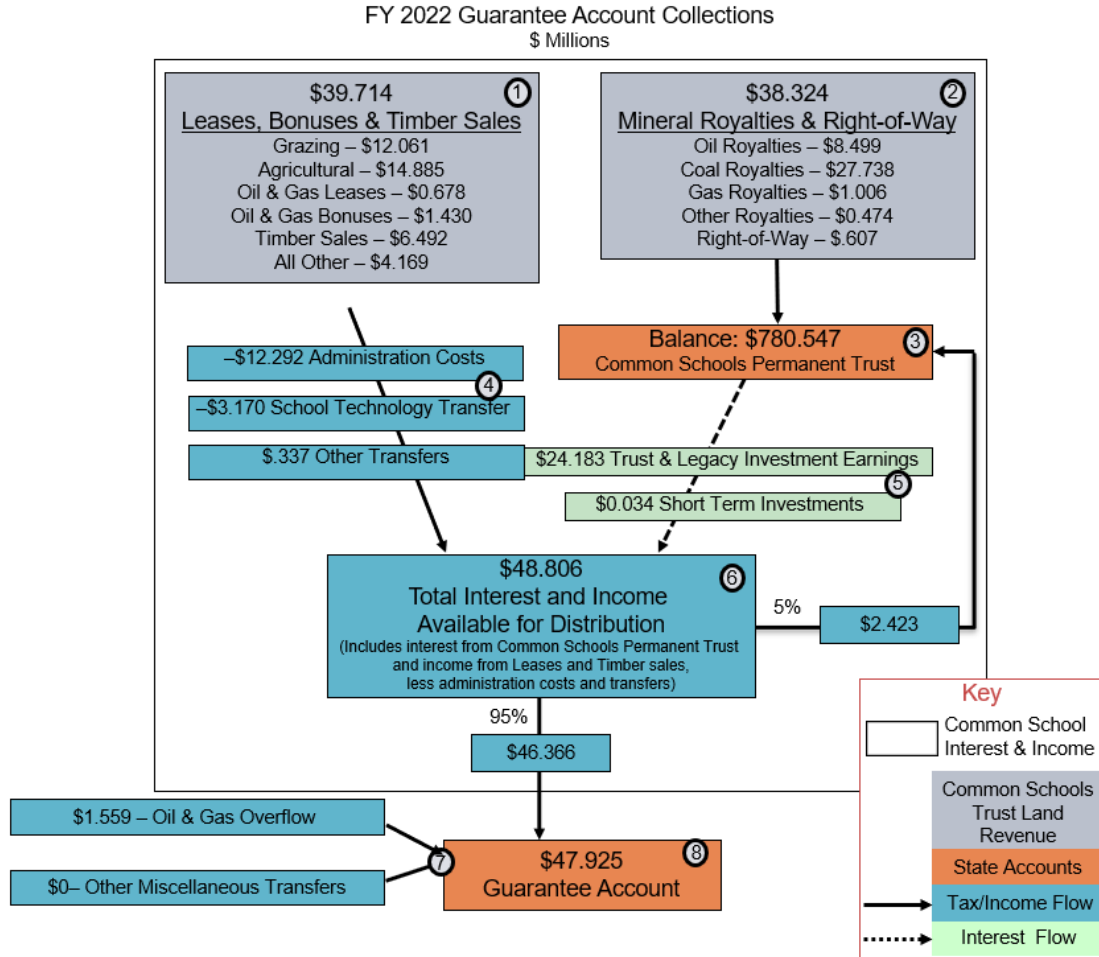 FY 2022 Guarantee Account Collections
$ Millions
$39.714
1
Leases, Bonuses & Timber Sales
Grazing – $12.061
Agricultural – $14.885
Oil & Gas Leases – $0.678
Oil & Gas Bonuses – $1.430
Timber Sales – $6.492
All Other – $4.169
$38.324
2
Mineral Royalties & Right-of-Way
Oil Royalties – $8.499
Coal Royalties – $27.738
Gas Royalties – $1.006
Other Royalties – $0.474
Right-of-Way – $.607
Balance: $780.547
3
Common Schools Permanent Trust
–$12.292 Administration Costs
4
–$3.170 School Technology Transfer
$.337 Other Transfers
$24.183 Trust & Legacy Investment Earnings
5
$0.034 Short Term Investments
$48.806
6
Total Interest and Income
Available for Distribution
(Includes interest from Common Schools Permanent Trust
and income from Leases and Timber sales,
less administration costs and transfers)
5%
$2.423
95%
$46.366
$1.559 – Oil & Gas Overflow
$0– Other Miscellaneous Transfers
7
$47.925
8
Guarantee Account
Key
Common School
Interest & Income
Common Schools
Trust Land
Revenue
State Accounts
Tax/Income Flow
Interest Flow